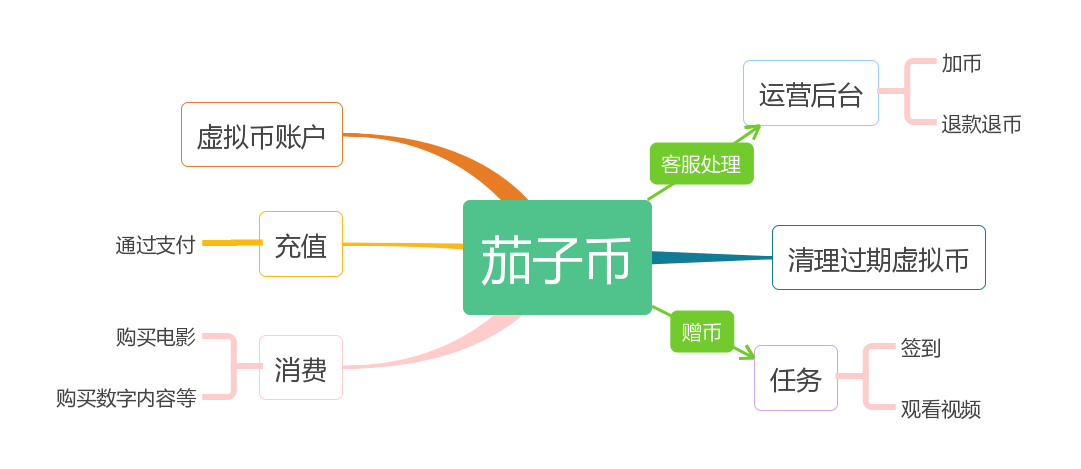 茄子币
虚拟币账户
充值
通过支付
消费
购买电影
购买数字内容等
客服处理
运营后台
加币
退款退币
清理过期虚拟币
赠币
任务
签到
观看视频